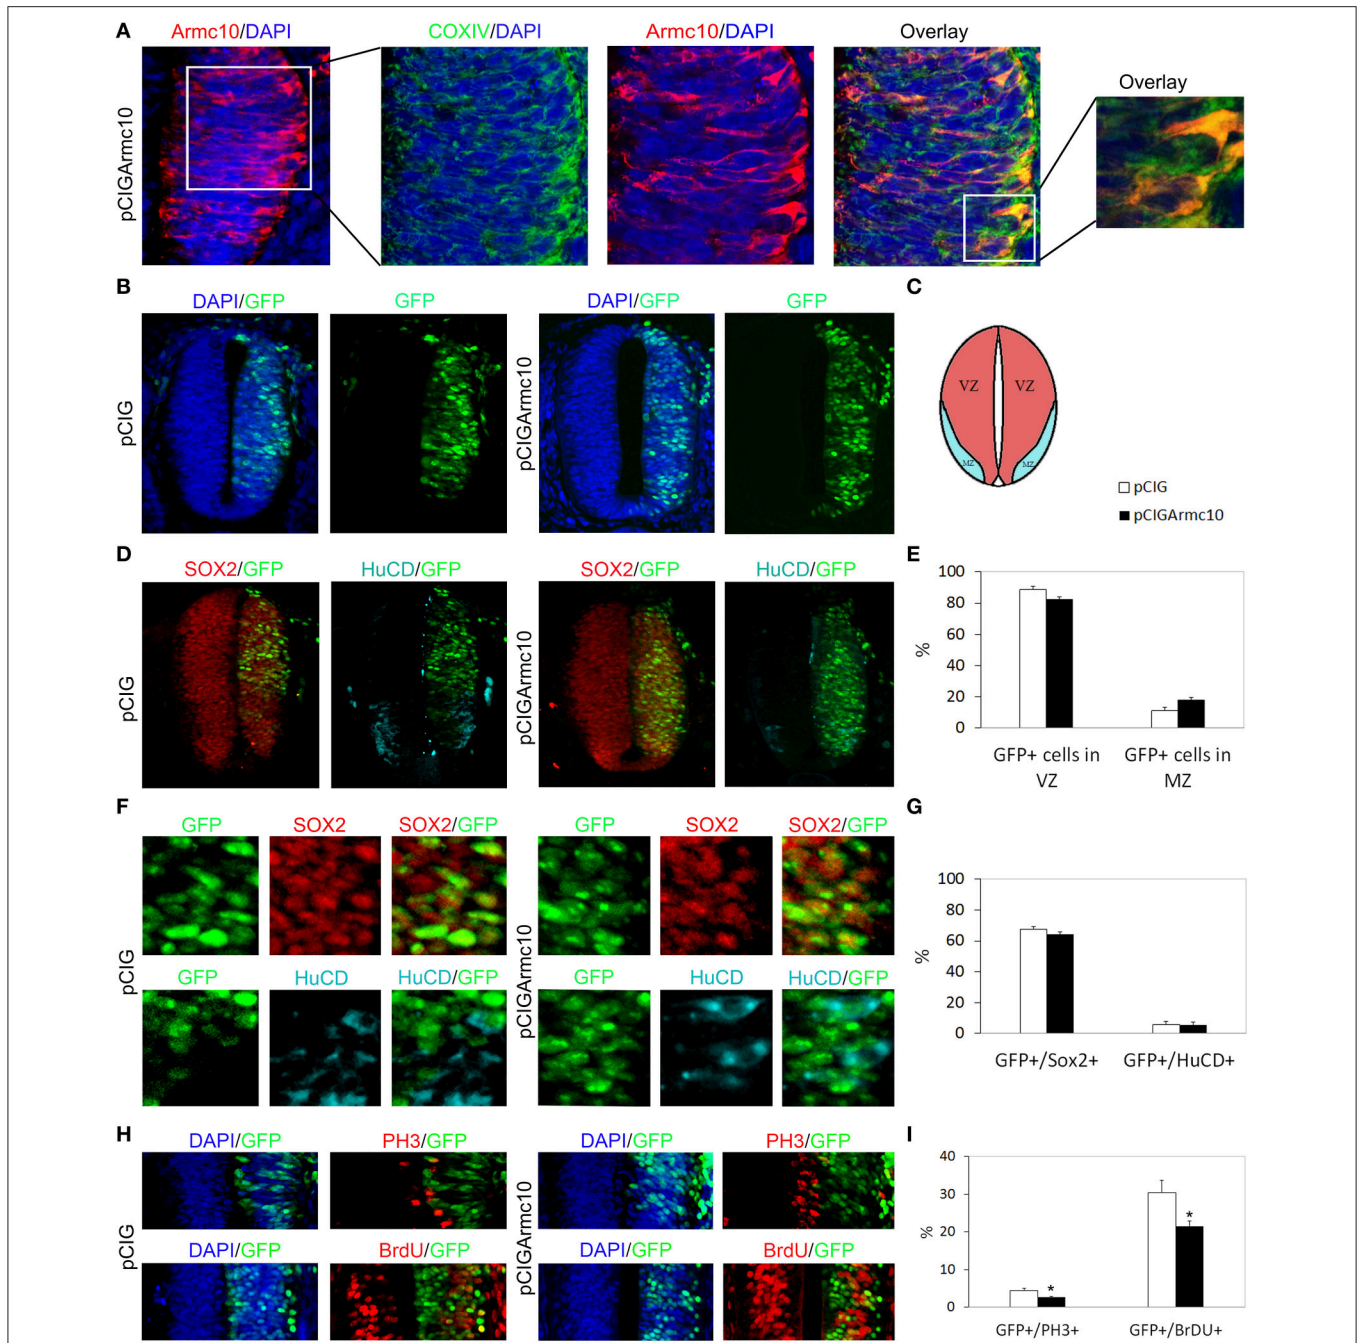 A
Armc10/DAPI
COXIV/DAPI
Armc10/DAPI
Overlay
Overlay
pCIGArmc10
B
DAPI/GFP
GFP
DAPI/GFP
GFP
pCIG
pCIGArmc10
C
VZ VZ
MZ MZ
pCIG
pCIGArmc10
D
SOX2/GFP
HuCD/GFP
SOX2/GFP
HuCD/GFP
pCIG
pCIGArmc10
E
100
80
60
40
20
0
%
GFP+ cells in VZ
GFP+ cells in MZ
F
GFP
SOX2
SOX2/GFP
GFP
SOX2
SOX2/GFP
pCIG
pCIGArmc10
GFP
HuCD
HuCD/GFP
GFP
HuCD
HuCD/GFP
G
100
80
60
40
20
0
%
GFP+/Sox2+
GFP+/HuCD+
H
DAPI/GFP
PH3/GFP
DAPI/GFP
PH3/GFP
pCIG
pCIGArmc10
DAPI/GFP
BrdU/GFP
DAPI/GFP
BrdU/GFP
I
40
30
20
10
0
%
*
*
GFP+/PH3+
GFP+/BrDU+